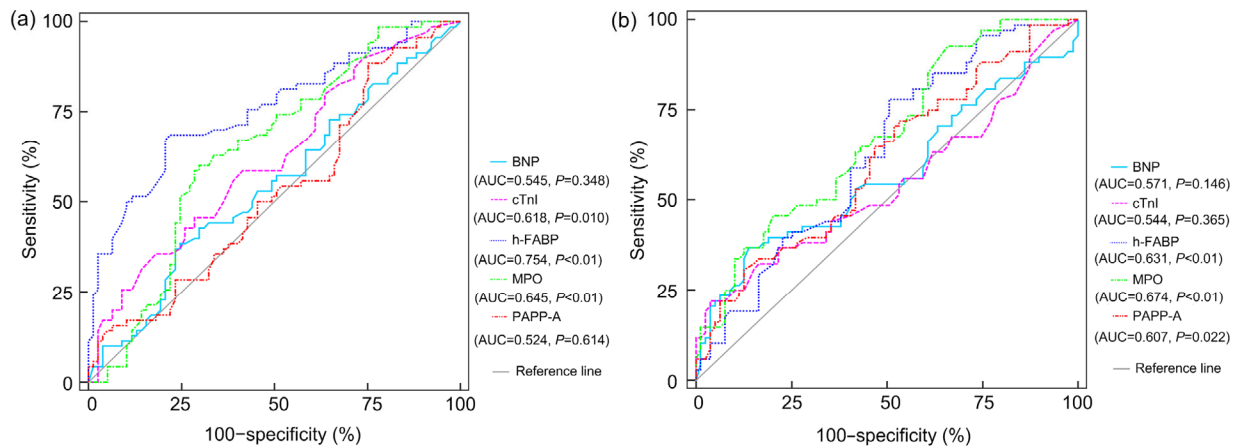 (a)
100
75
50
25
0
Sensitivity (%)
0
25
50
75
100
100−specificity (%)
BNP
(AUC=0.545, P=0.348)
cTnI
(AUC=0.618, P=0.010)
h-FABP
(AUC=0.754, P<0.01)
MPO
(AUC=0.645, P<0.01)
PAPP-A
(AUC=0.524, P=0.614)
Reference line
(b)
100
75
50
25
0
Sensitivity (%)
0
25
50
75
100
100−specificity (%)
BNP
(AUC=0.571, P=0.146)
cTnI
(AUC=0.544, P=0.365)
h-FABP
(AUC=0.631, P<0.01)
MPO
(AUC=0.674, P<0.01)
PAPP-A
(AUC=0.607, P=0.022)
Reference line